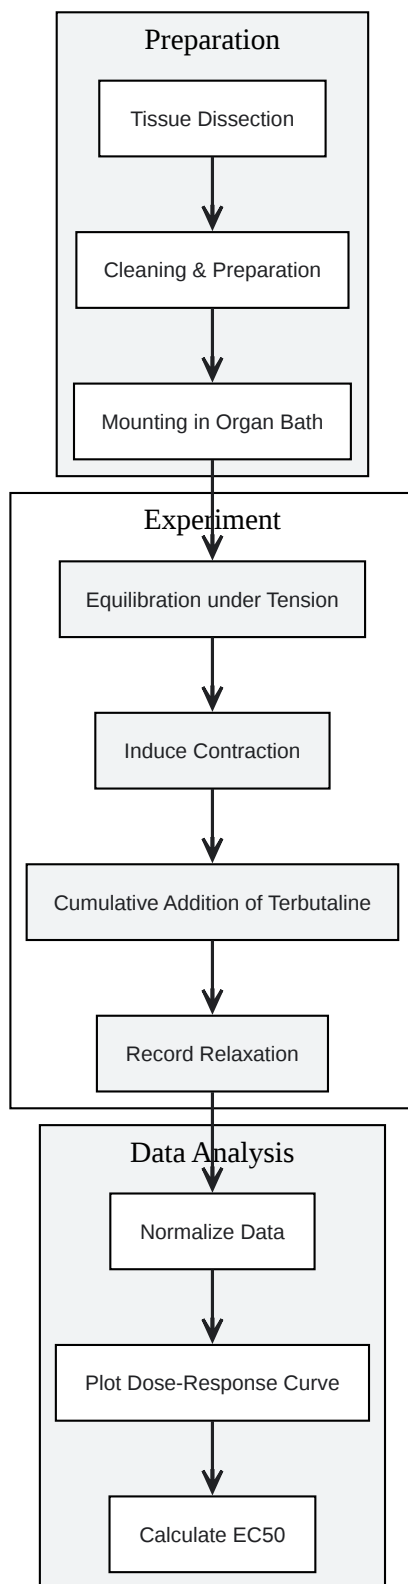 Preparation
Tissue Dissection
Cleaning & Preparation
Mounting in Organ Bath
Experiment
Equilibration under Tension
Induce Contraction
Cumulative Addition of Terbutaline
Record Relaxation
Data Analysis
Normalize Data
Plot Dose-Response Curve
Calculate EC50